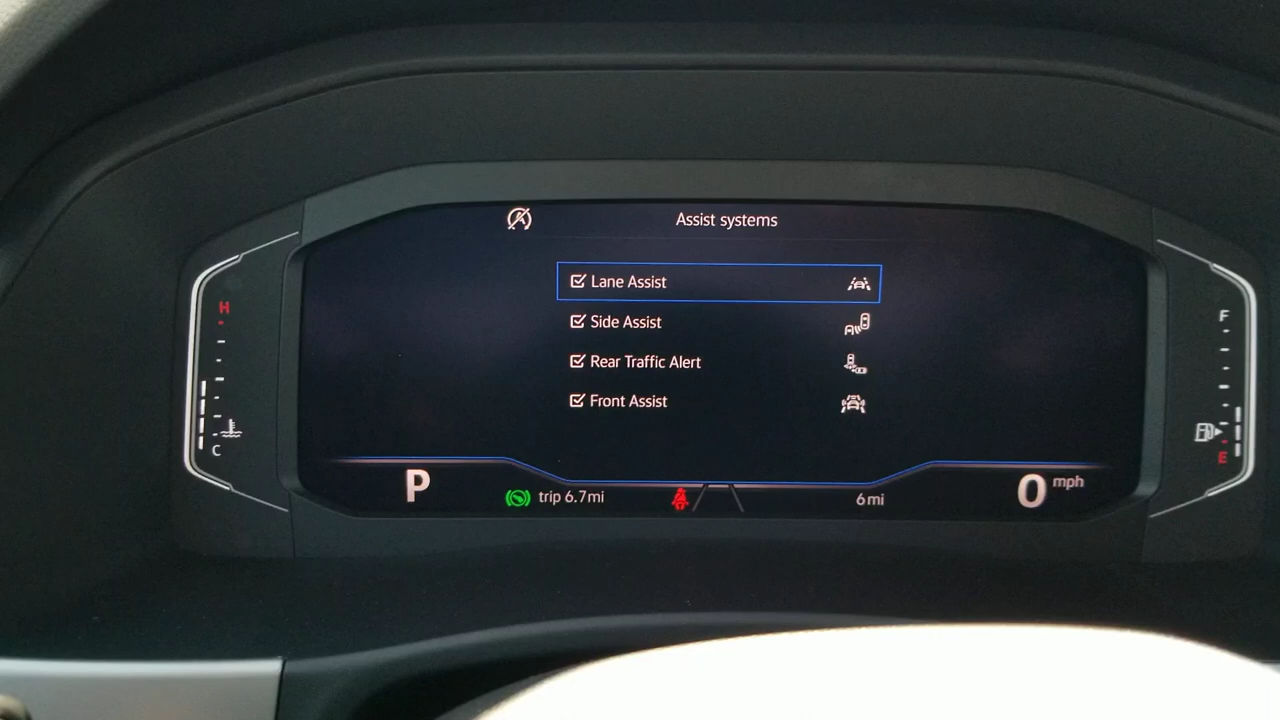 Assist systems
Lane Assist
Side Assist
Rear Traffic Alert
Front Assist
H
C
F
E
P
trip 6.7mi
6mi
0 mph